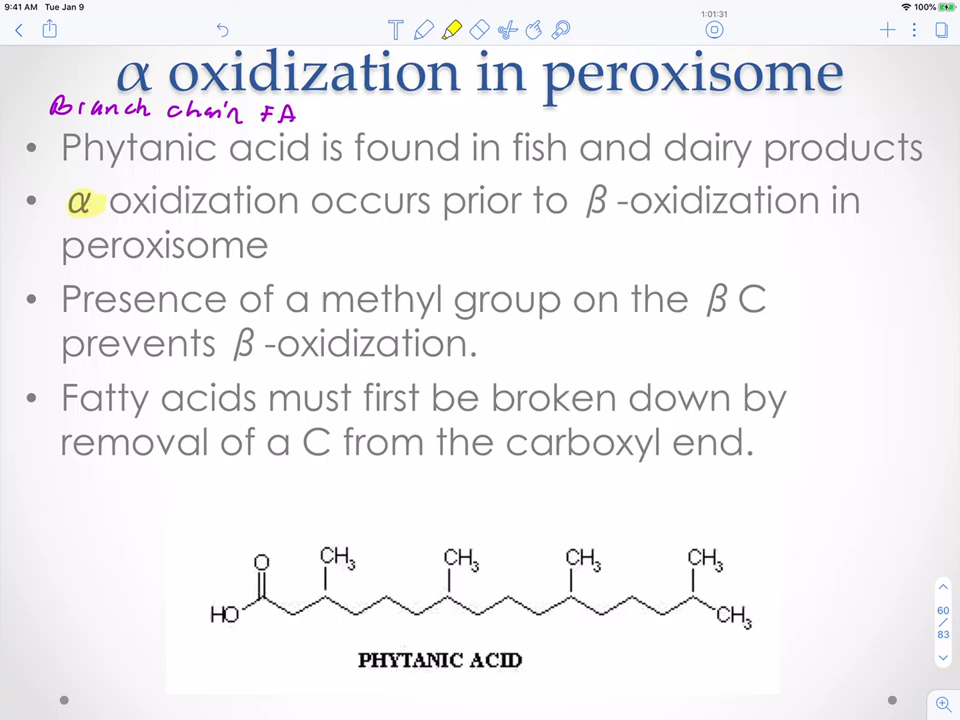 9:41 AM Tue Jan 9
100%
1:01:31
α oxidization in peroxisome
Branch chain FA
• Phytanic acid is found in fish and dairy products
• α oxidization occurs prior to β -oxidization in
peroxisome
• Presence of a methyl group on the β C
prevents β -oxidization.
• Fatty acids must first be broken down by
removal of a C from the carboxyl end.
O
CH3 CH3 CH3 CH3
HO CH3
PHYTANIC ACID
60
/
83